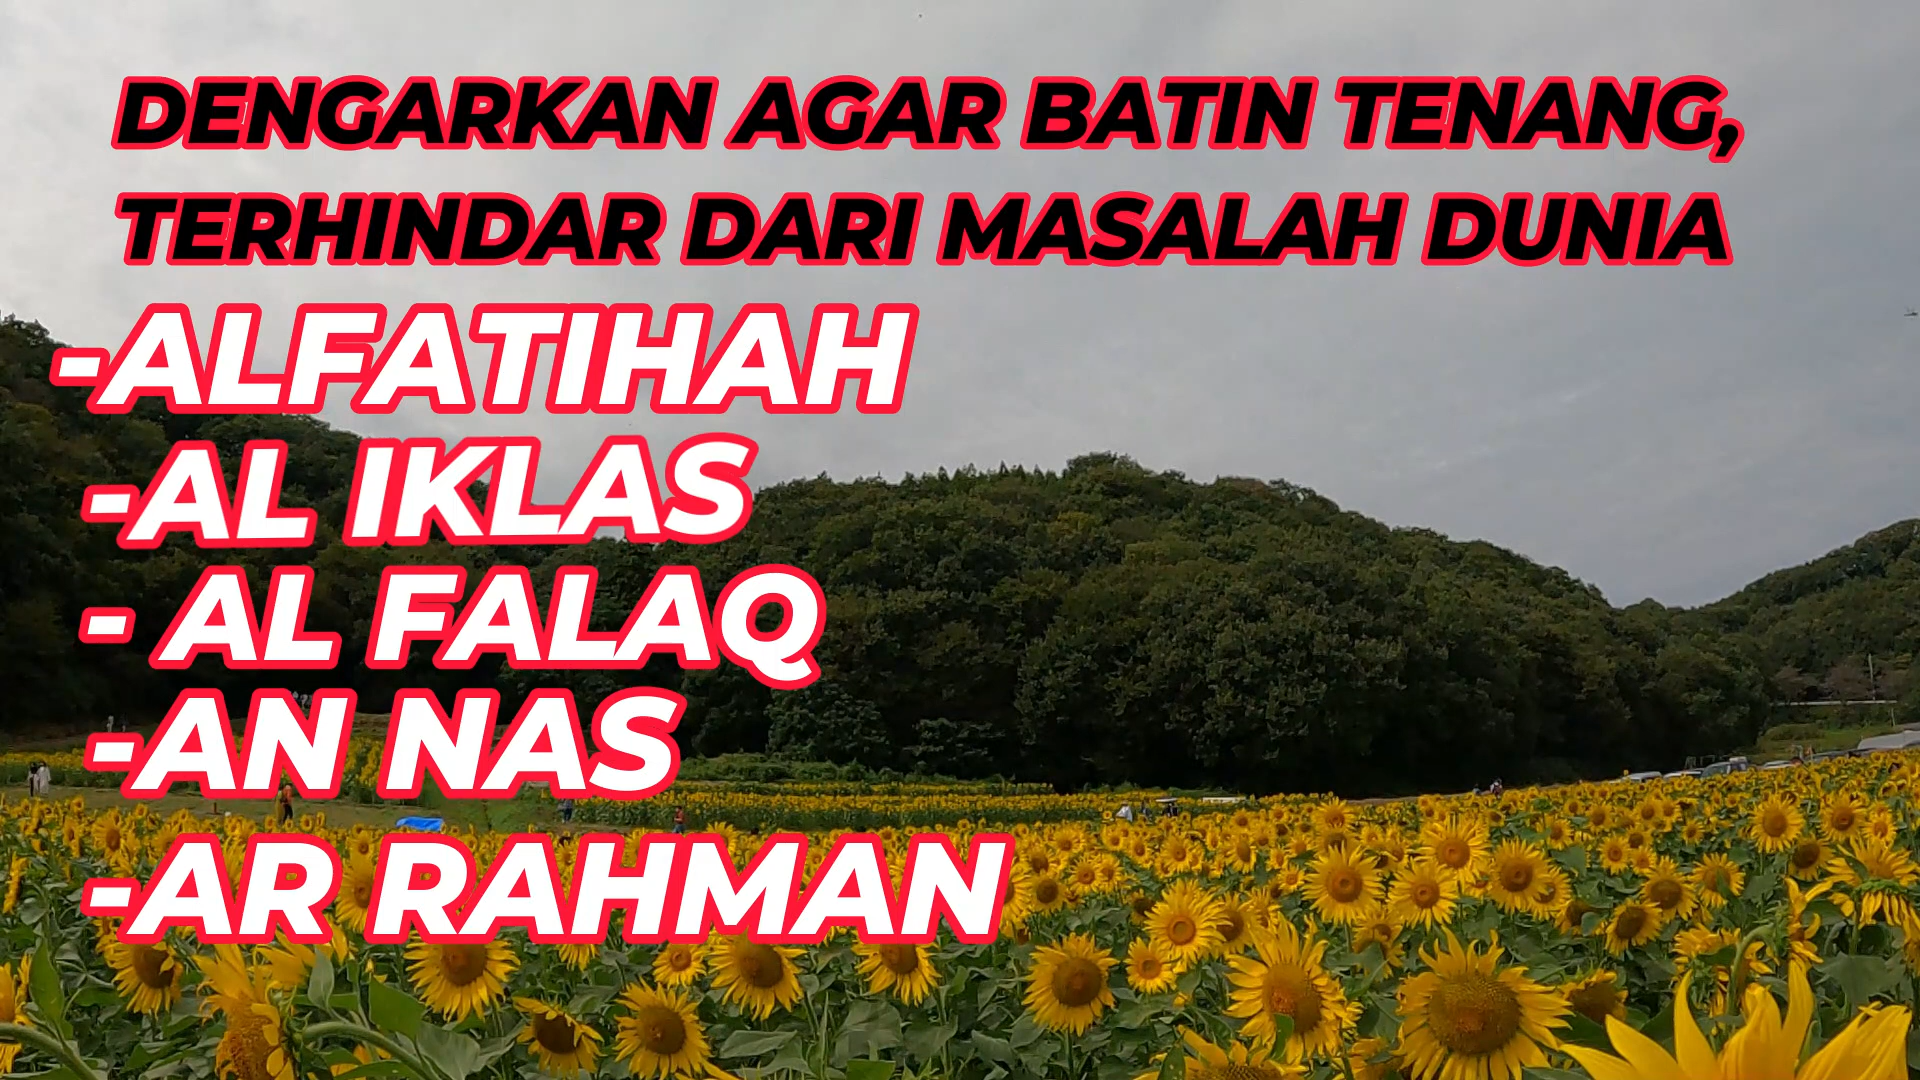 DENGARKAN AGAR BATIN TENANG,
TERHINDAR DARI MASALAH DUNIA
-ALFATIHAH
-AL IKLAS
- AL FALAQ
-AN NAS
-AR RAHMAN